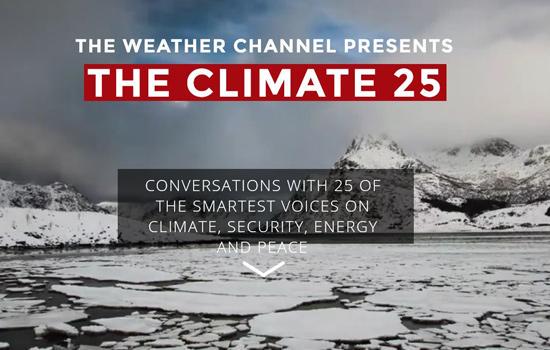 THE WEATHER CHANNEL PRESENTS
THE CLIMATE 25
CONVERSATIONS WITH 25 OF
THE SMARTEST VOICES ON
CLIMATE, SECURITY, ENERGY
AND PEACE